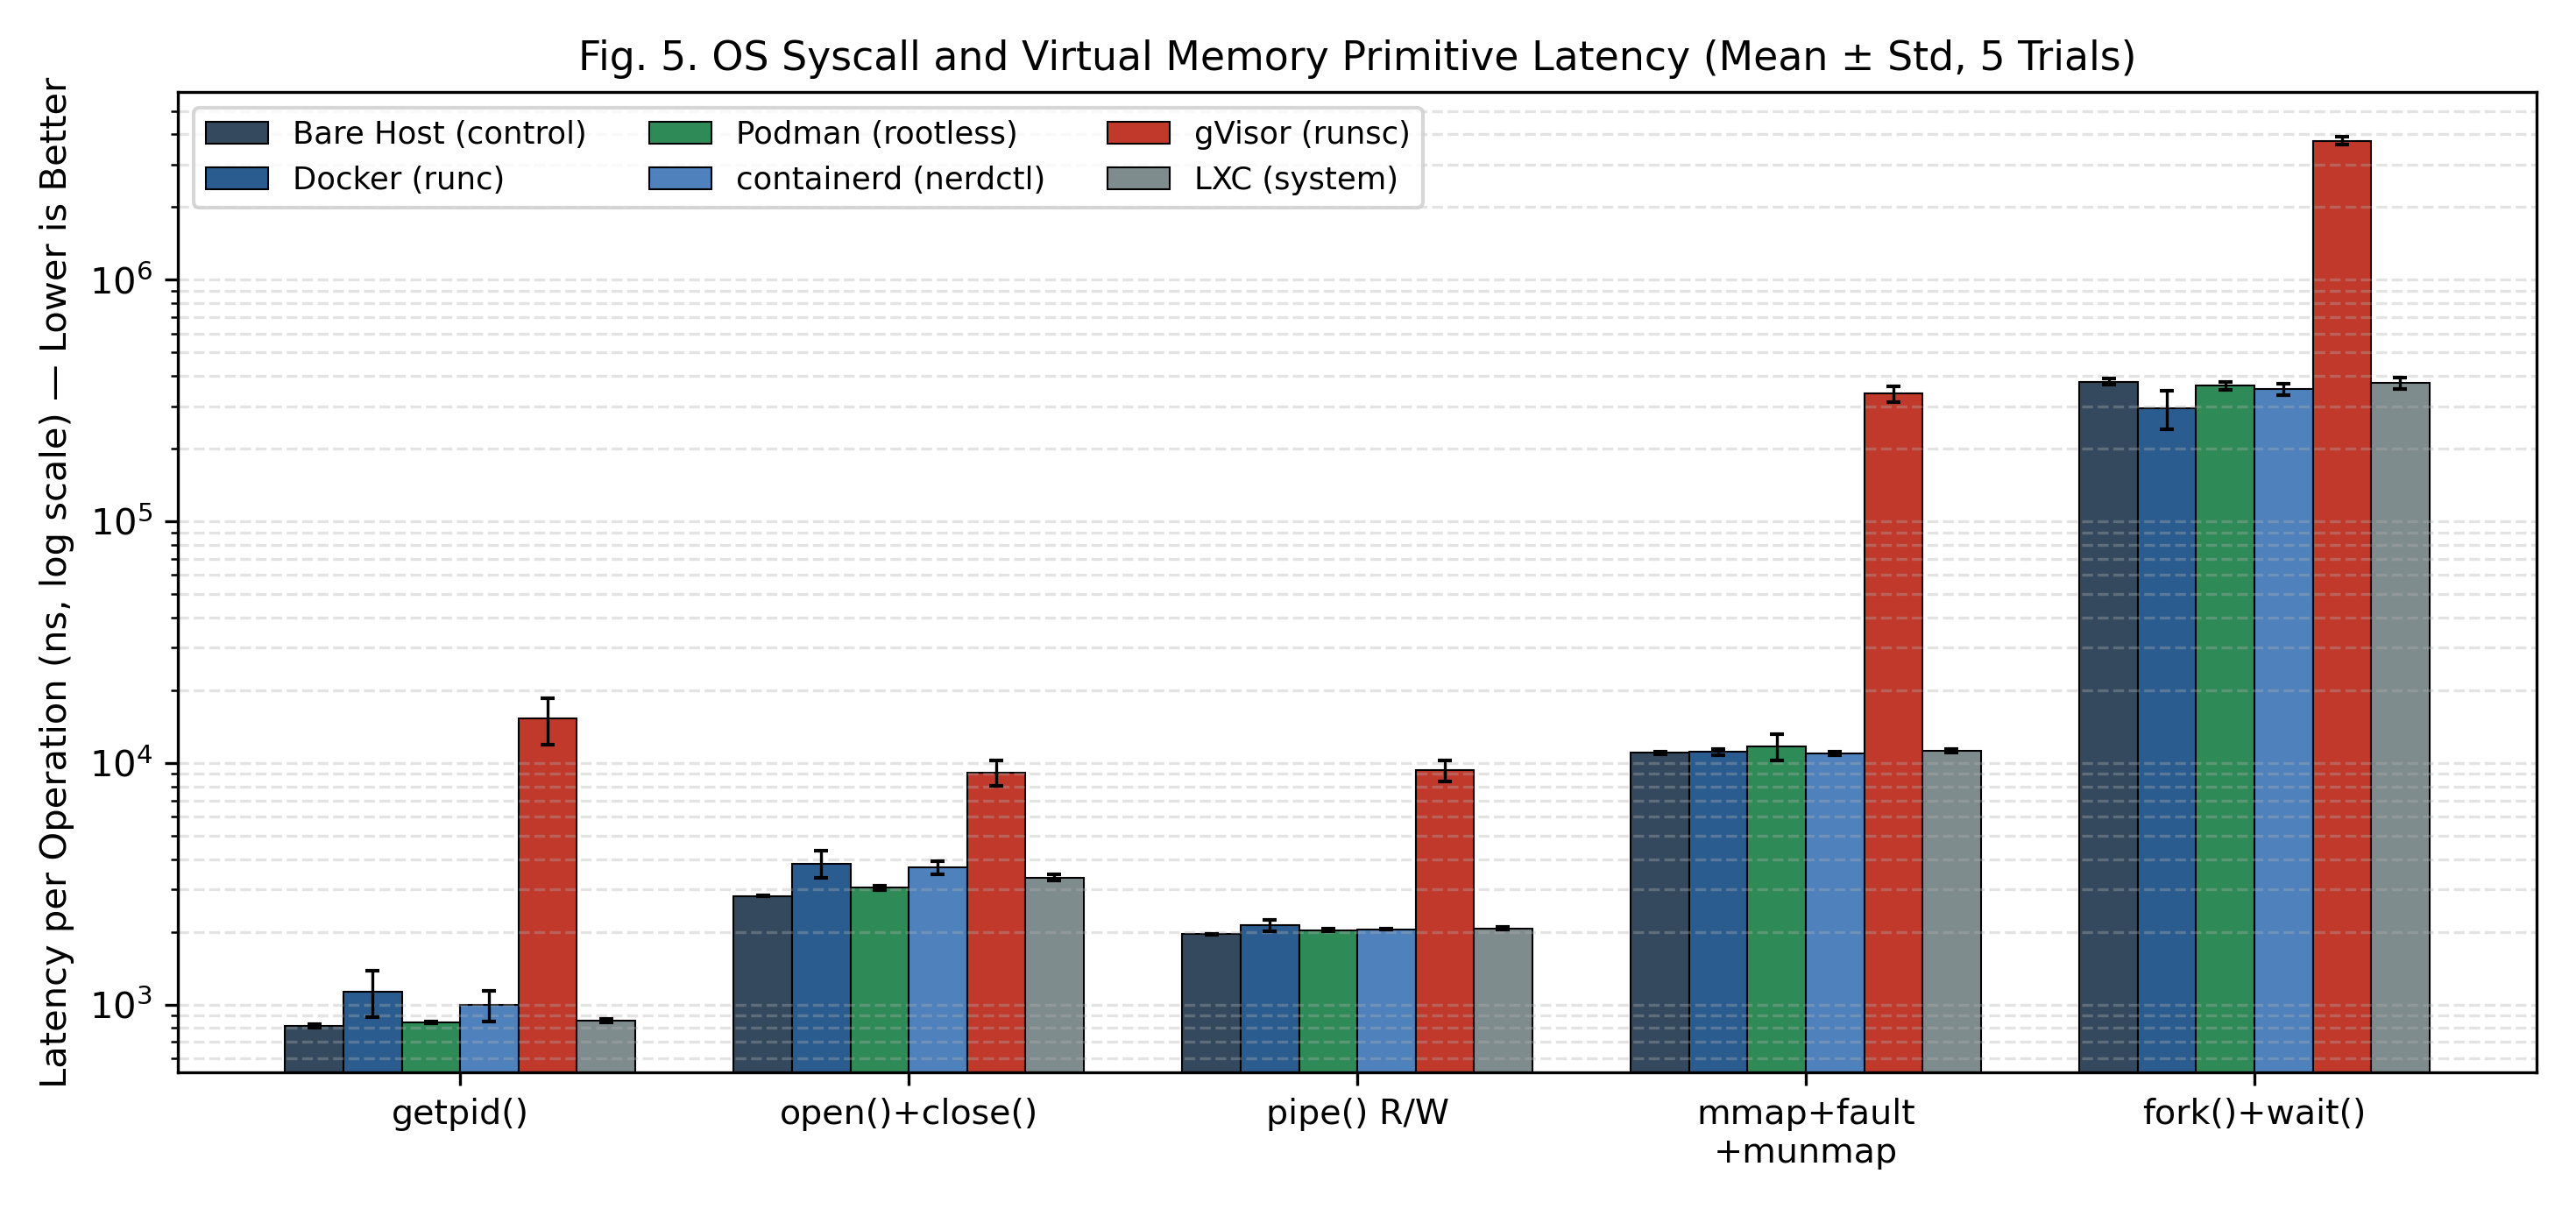 Fig. 5. OS Syscall and Virtual Memory Primitive Latency (Mean ± Std, 5 Trials)
Latency per Operation (ns, log scale) — Lower is Better
Bare Host (control)
Docker (runc)
Podman (rootless)
containerd (nerdctl)
gVisor (runsc)
LXC (system)
10⁶
10⁵
10⁴
10³
getpid()
open()+close()
pipe() R/W
mmap+fault
+munmap
fork()+wait()